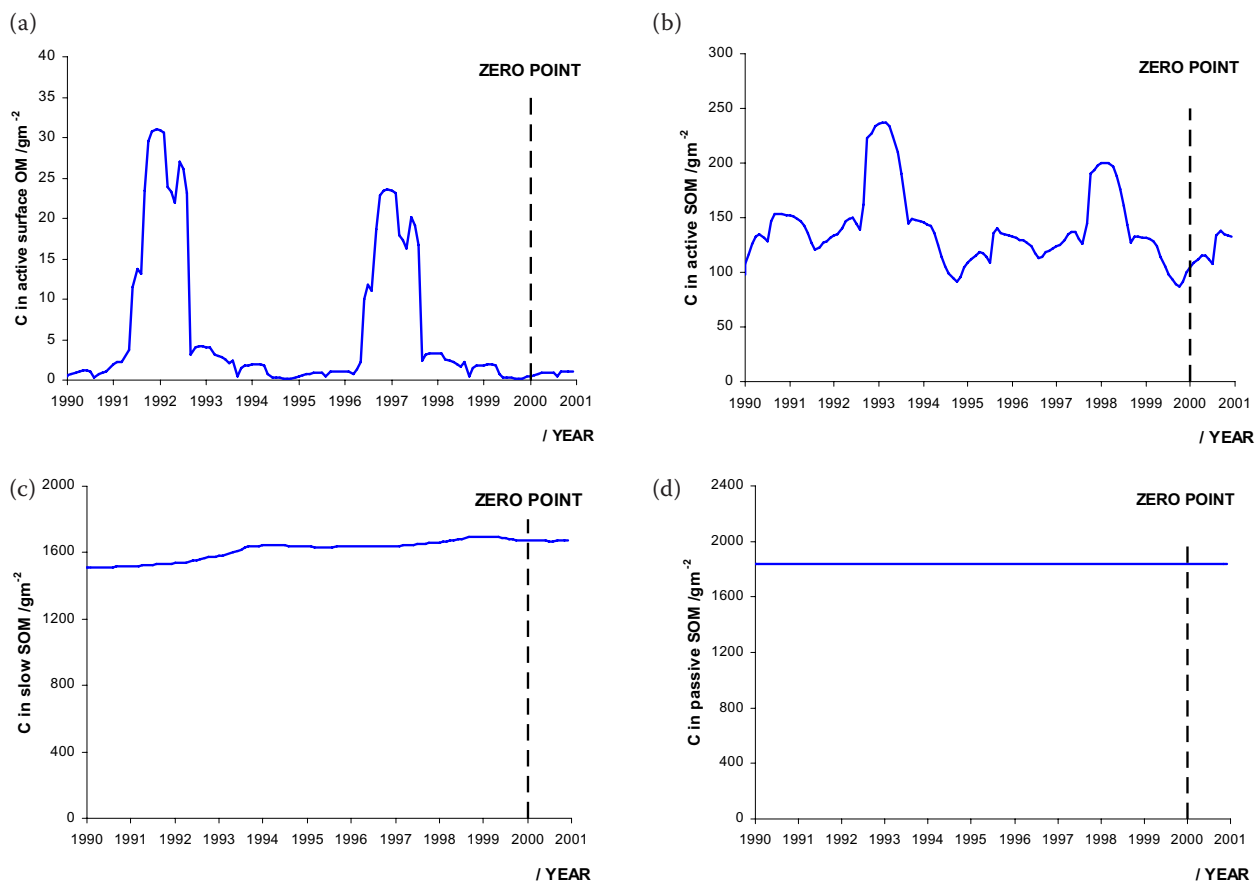 (a)
40
35
30
25
20
15
10
5
0
C in active surface OM /gm-2
ZERO POINT
1990 1991 1992 1993 1994 1995 1996 1997 1998 1999 2000 2001
/ YEAR
(b)
300
250
200
150
100
50
0
C in active SOM /gm-2
ZERO POINT
1990 1991 1992 1993 1994 1995 1996 1997 1998 1999 2000 2001
/ YEAR
(c)
2000
1600
1200
800
400
0
C in slow SOM /gm-2
ZERO POINT
1990 1991 1992 1993 1994 1995 1996 1997 1998 1999 2000 2001
/ YEAR
(d)
2400
2000
1600
1200
800
400
0
C in passive SOM /gm-2
ZERO POINT
1990 1991 1992 1993 1994 1995 1996 1997 1998 1999 2000 2001
/ YEAR